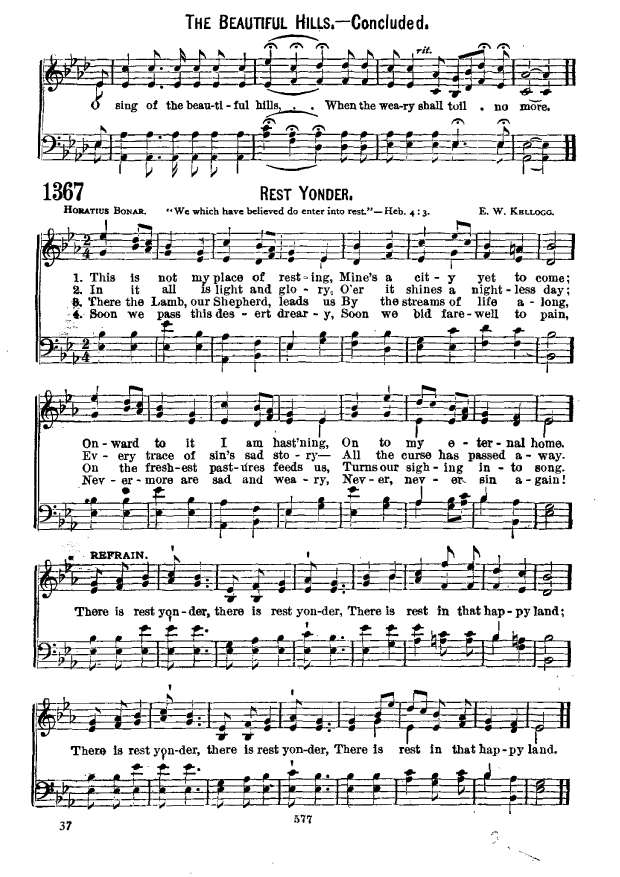 THE BEAUTIFUL HILLS.—Concluded.
rit.
O sing of the beau-ti-ful hills, . . When the wea-ry shall toil . no more.
1367
REST YONDER.
HORATIUS BONAR. "We which have believed do enter into rest."—Heb. 4:3. E. W. KELLOGG.
1. This is not my place of rest-ing, Mine's a cit-y yet to come;
2. In it all is light and glo-ry, O'er it shines a night-less day;
3. There the Lamb, our Shepherd, leads us By the streams of life a-long,
4. Soon we pass this des-ert drear-y, Soon we bid fare-well to pain,
On-ward to it I am hast'ning, On to my e-ter-nal home.
Ev-ery trace of sin's sad sto-ry— All the curse has passed a-way.
On the fresh-est past-ures feeds us, Turns our sigh-ing in-to song.
Nev-er-more are sad and wea-ry, Nev-er, nev-er sin a-gain!
REFRAIN.
There is rest yon-der, there is rest yon-der, There is rest in that hap-py land;
There is rest yon-der, there is rest yon-der, There is rest in that hap-py land.
577
37